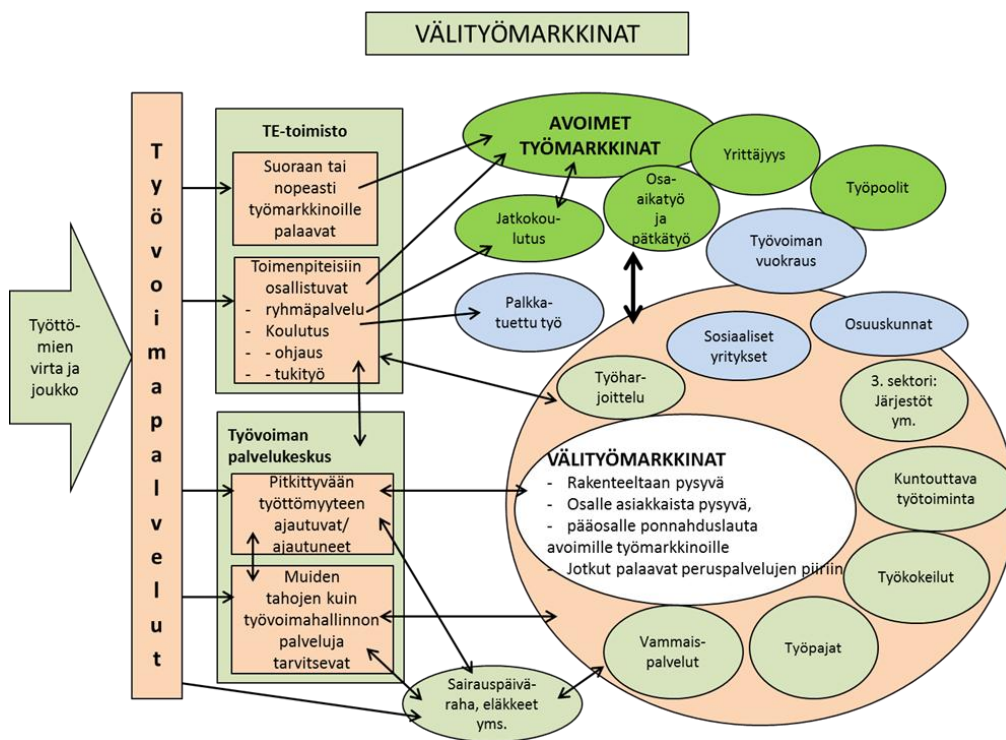 VÄLITYÖMARKKINAT
Työttö-
mien
virta ja
joukko
Työvoimapalvelut
TE-toimisto
Suoraan tai
nopeasti
työmarkkinoille
palaavat
Toimenpiteisiin
osallistuvat
- ryhmäpalvelu
- Koulutus
- - ohjaus
- - tukityö
Työvoiman
palvelukeskus
Pitkittyvään
työttömyyteen
ajautuvat/
ajautuneet
Muiden
tahojen kuin
työvoimahallinnon
palveluja
tarvitsevat
AVOIMET
TYÖMARKKINAT
Yrittäjyys
Työpoolit
Osa-
aikatyö
ja
pätkätyö
Jatkokou-
lutus
Työvoiman
vuokraus
Palkka-
tuettu työ
Sosiaaliset
yritykset
Osuuskunnat
Työhar-
joittelu
3. sektori:
Järjestöt
ym.
VÄLITYÖMARKKINAT
- Rakenteeltaan pysyvä
- Osalle asiakkaista pysyvä,
- pääosalle ponnahduslauta
avoimille työmarkkinoille
- Jotkut palaavat peruspalvelujen piiriin
Kuntouttava
työtoiminta
Työkokeilut
Työpajat
Vammais-
palvelut
Sairauspäivä-
raha, eläkkeet
yms.